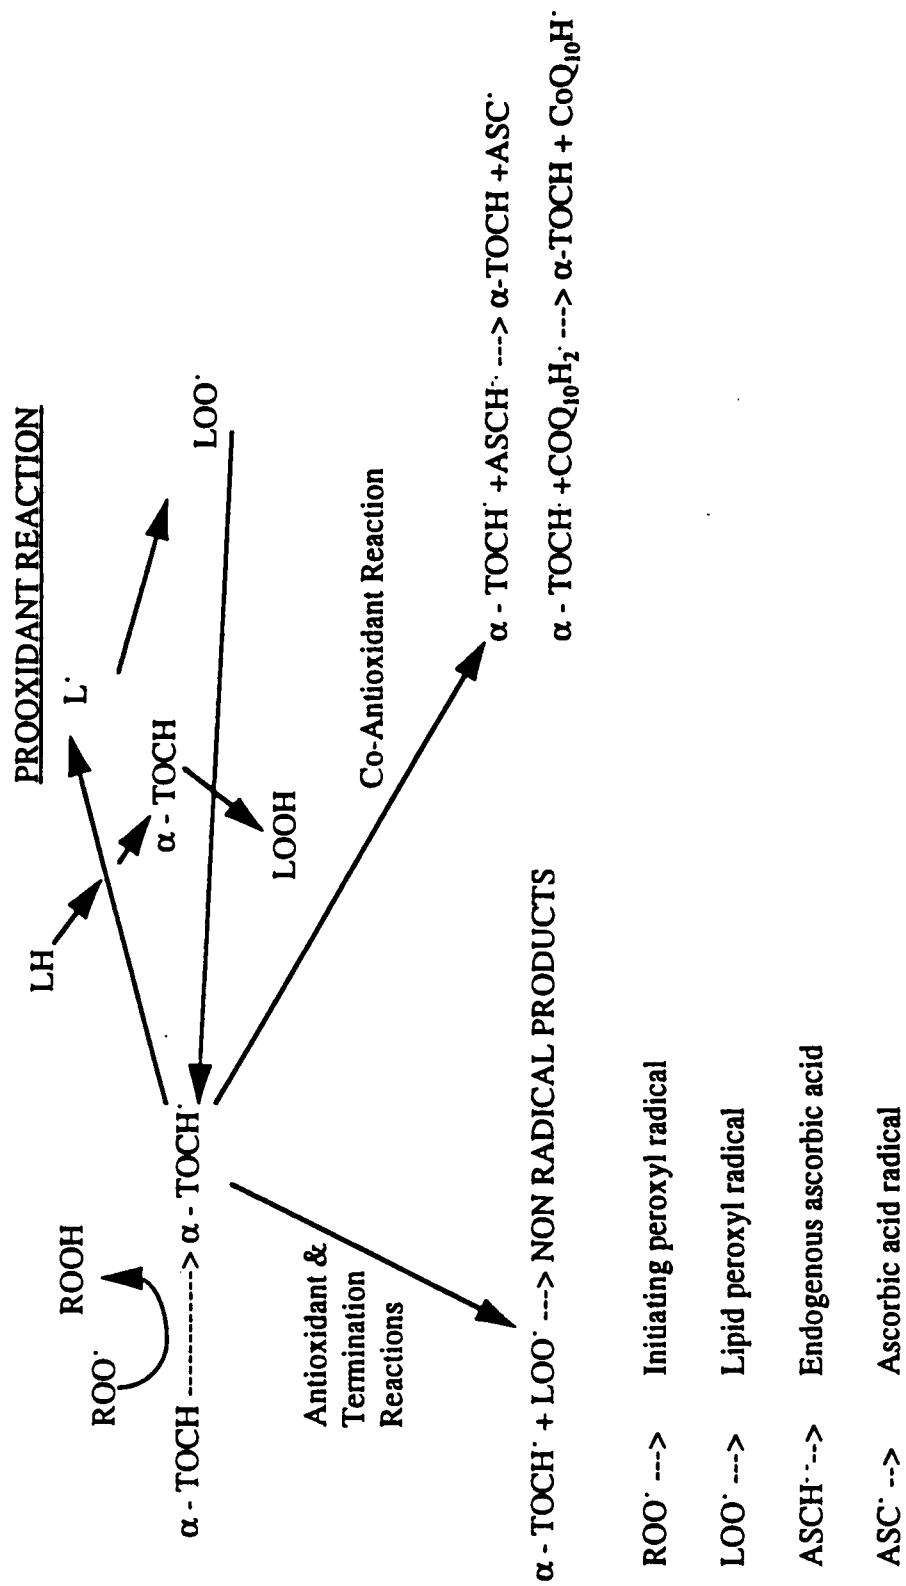 PROOXIDANT REACTION
ROO˙
ROOH
LH
L˙
α - TOCH -------------> α - TOCH˙
α - TOCH
LOO˙
LOOH
Antioxidant &
Termination
Reactions
Co-Antioxidant Reaction
α - TOCH˙ + LOO˙ ----> NON RADICAL PRODUCTS
α - TOCH˙ +ASCH˙˙ ----> α-TOCH +ASC˙
α - TOCH· +COQ₁₀H₂˙ ----> α-TOCH + CoQ₁₀H˙
ROO˙ ----> Initiating peroxyl radical
LOO˙ ----> Lipid peroxyl radical
ASCH˙˙--> Endogenous ascorbic acid
ASC˙ --> Ascorbic acid radical